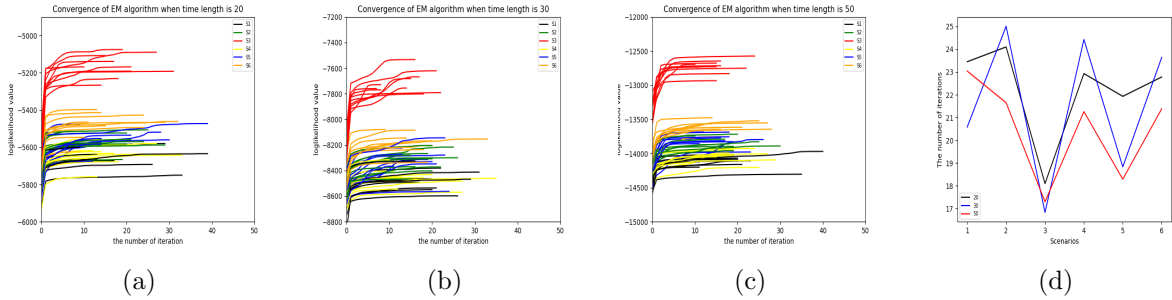 Convergence of EM algorithm when time length is 20
loglikelihood value
-5000
-5200
-5400
-5600
-5800
-6000
0 10 20 30 40 50
the number of iteration
S1
S2
S3
S4
S5
S6
(a)
Convergence of EM algorithm when time length is 30
loglikelihood value
-7200
-7400
-7600
-7800
-8000
-8200
-8400
-8600
-8800
0 10 20 30 40 50
the number of iteration
S1
S2
S3
S4
S5
S6
(b)
Convergence of EM algorithm when time length is 50
loglikelihood value
-12000
-12500
-13000
-13500
-14000
-14500
-15000
0 10 20 30 40 50
the number of iteration
S1
S2
S3
S4
S5
S6
(c)
The number of iterations
25
24
23
22
21
20
19
18
17
20
30
50
1 2 3 4 5 6
Scenarios
(d)